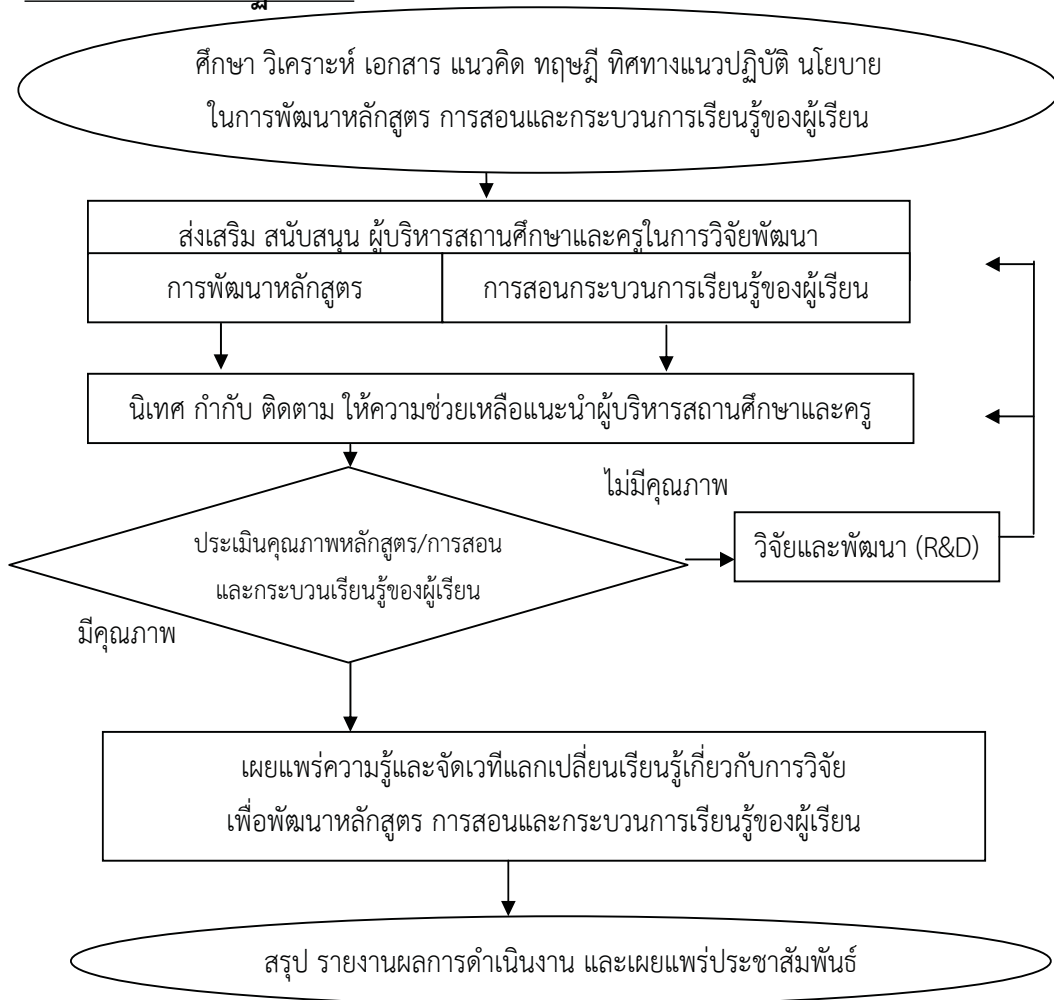 ศึกษา วิเคราะห์ เอกสาร แนวคิด ทฤษฎี ทิศทางแนวปฏิบัติ นโยบาย
ในการพัฒนาหลักสูตร การสอนและกระบวนการเรียนรู้ของผู้เรียน
ส่งเสริม สนับสนุน ผู้บริหารสถานศึกษาและครูในการวิจัยพัฒนา
การพัฒนาหลักสูตร
การสอนกระบวนการเรียนรู้ของผู้เรียน
นิเทศ กำกับ ติดตาม ให้ความช่วยเหลือแนะนำผู้บริหารสถานศึกษาและครู
ไม่มีคุณภาพ
ประเมินคุณภาพหลักสูตร/การสอน
และกระบวนเรียนรู้ของผู้เรียน
วิจัยและพัฒนา (R&D)
มีคุณภาพ
เผยแพร่ความรู้และจัดเวทีแลกเปลี่ยนเรียนรู้เกี่ยวกับการวิจัย
เพื่อพัฒนาหลักสูตร การสอนและกระบวนการเรียนรู้ของผู้เรียน
สรุป รายงานผลการดำเนินงาน และเผยแพร่ประชาสัมพันธ์